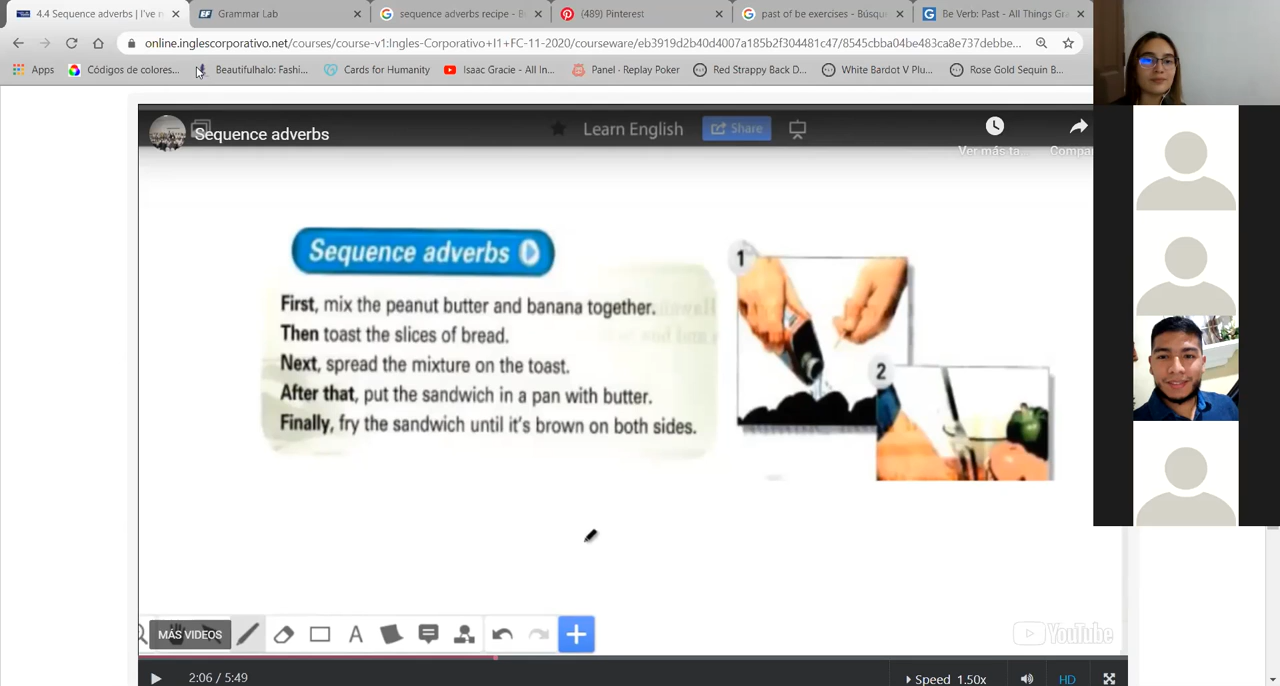 4.4 Sequence adverbs | I've m
Grammar Lab
sequence adverbs recipe - B
(489) Pinterest
past of be exercises - Búsqu
Be Verb: Past - All Things Gra
online.inglescorporativo.net/courses/course-v1:Ingles-Corporativo+I1+FC-11-2020/courseware/eb3919d2b40d4007a185b2f304481c47/8545cbba04be483ca8e737debbe...
Apps
Códigos de colores...
Beautifulhalo: Fashi...
Cards for Humanity
Isaac Gracie - All In...
Panel - Replay Poker
Red Strappy Back D...
White Bardot V Plu...
Rose Gold Sequin B...
Sequence adverbs
Learn English
Share
Ver más ta...
Compa
Sequence adverbs
First, mix the peanut butter and banana together.
Then toast the slices of bread.
Next, spread the mixture on the toast.
After that, put the sandwich in a pan with butter.
Finally, fry the sandwich until it's brown on both sides.
1
2
MÁS VIDEOS
A
YouTube
2:06 / 5:49
Speed 1.50x
HD